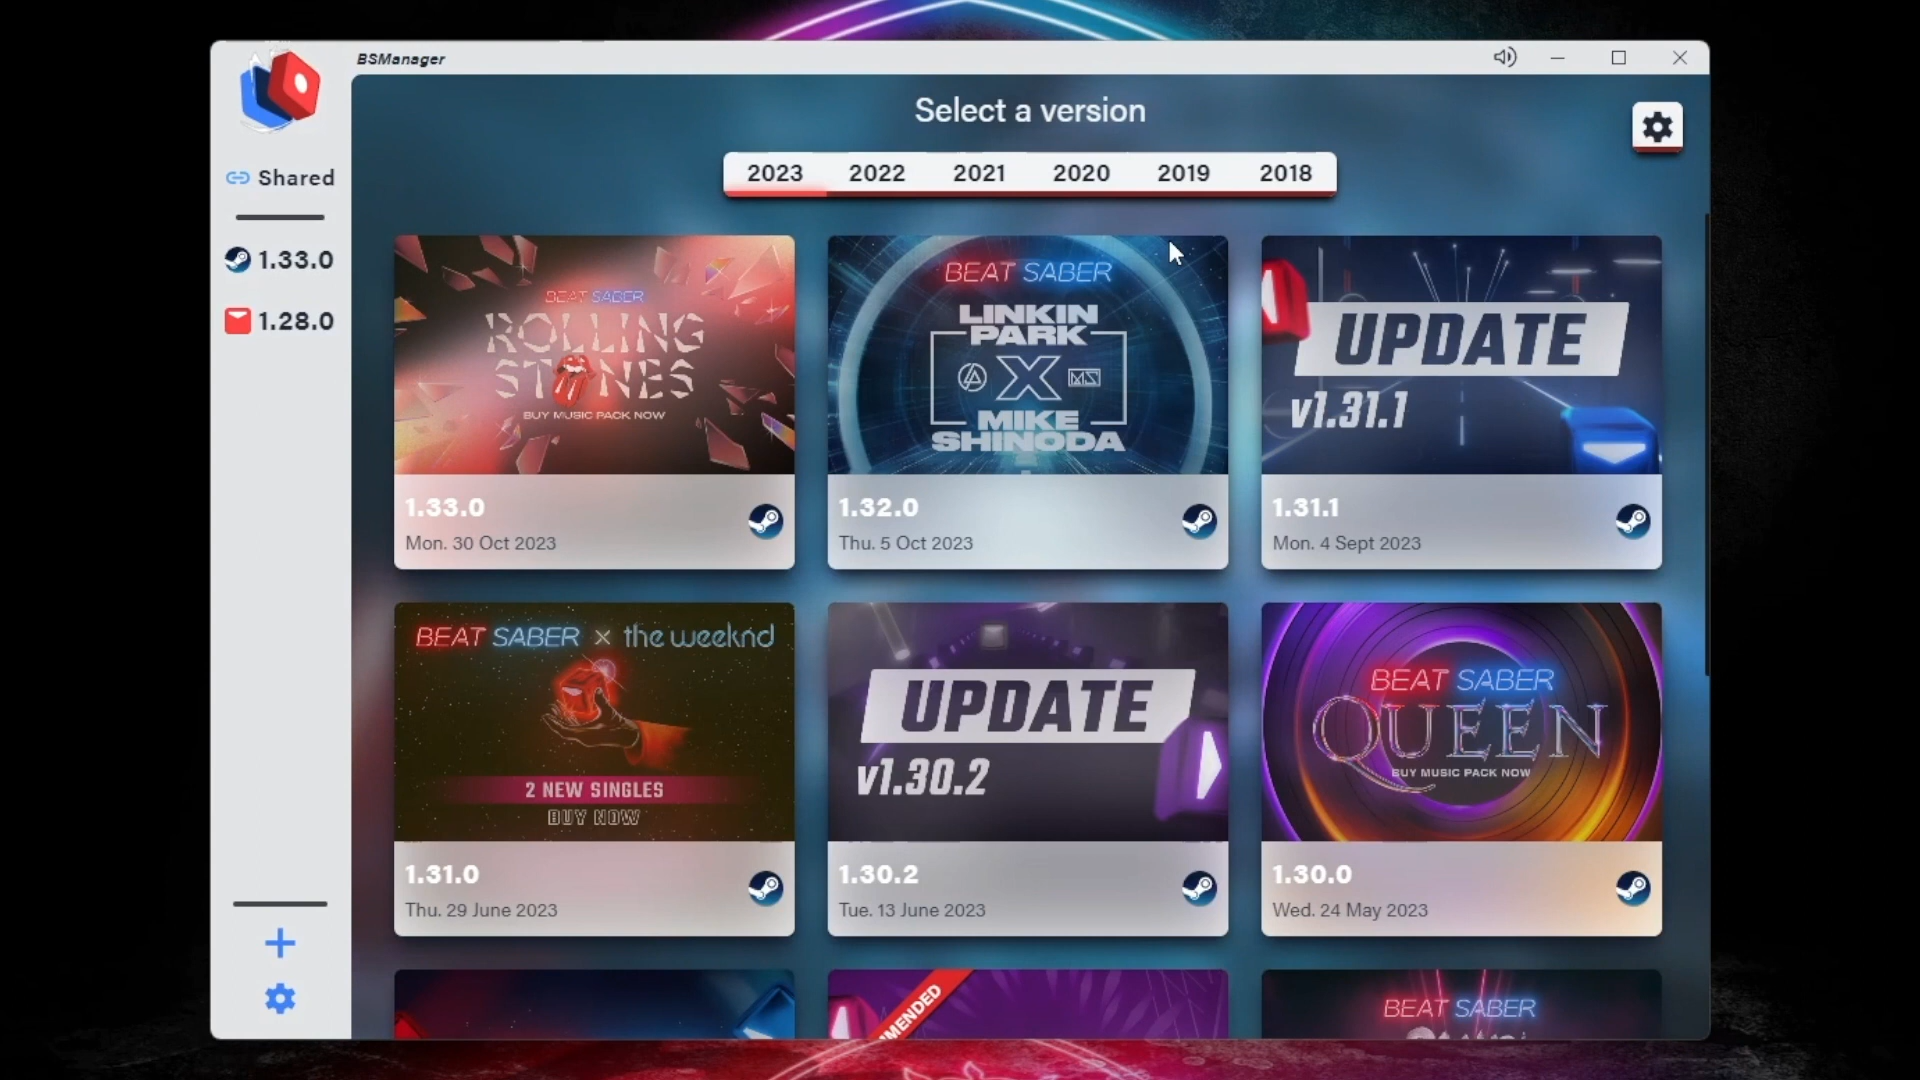 BSManager
Shared
1.33.0
1.28.0
Select a version
2023 2022 2021 2020 2019 2018
BEAT SABER
ROLLING
STONES
BUY MUSIC PACK NOW
1.33.0
Mon. 30 Oct 2023
BEAT SABER
LINKIN
PARK
X
MIKE
SHINODA
1.32.0
Thu. 5 Oct 2023
UPDATE
v1.31.1
1.31.1
Mon. 4 Sept 2023
BEAT SABER × the weeknd
2 NEW SINGLES
BUY NOW
1.31.0
Thu. 29 June 2023
UPDATE
v1.30.2
1.30.2
Tue. 13 June 2023
BEAT SABER
QUEEN
BUY MUSIC PACK NOW
1.30.0
Wed. 24 May 2023
MENDED
BEAT SABER